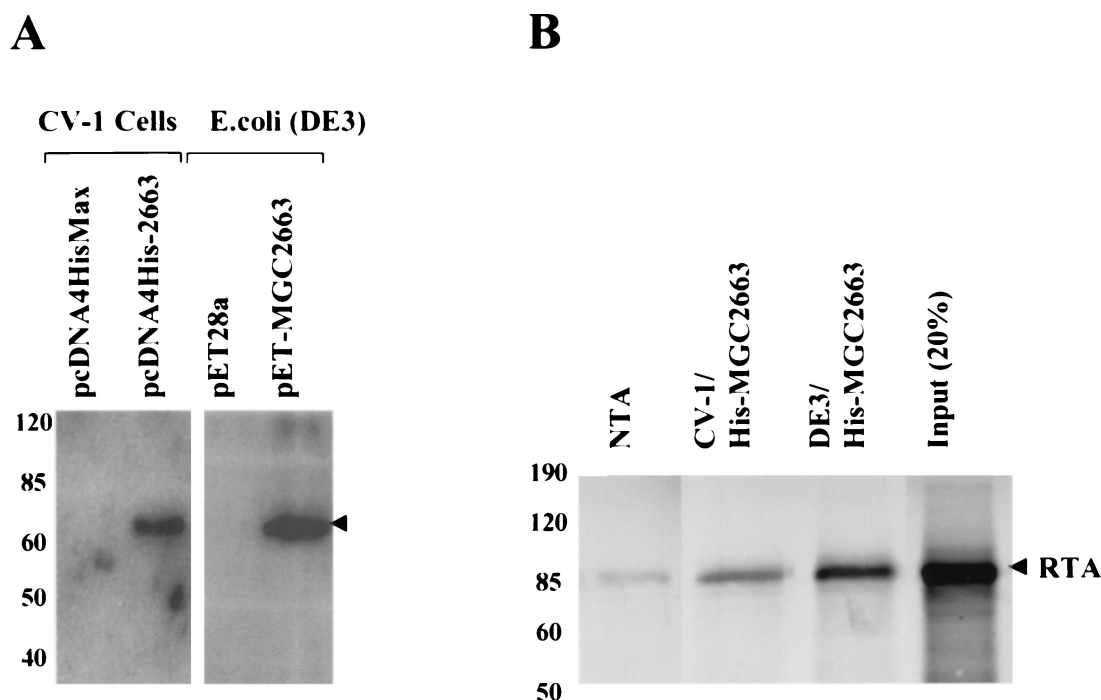 A
CV-1 Cells E.coli (DE3)
pcDNA4HisMax
pcDNA4His-2663
pET28a
pET-MGC2663
120
85
60
50
40
B
NTA
CV-1/
His-MGC2663
DE3/
His-MGC2663
Input (20%)
190
120
85
60
50
RTA